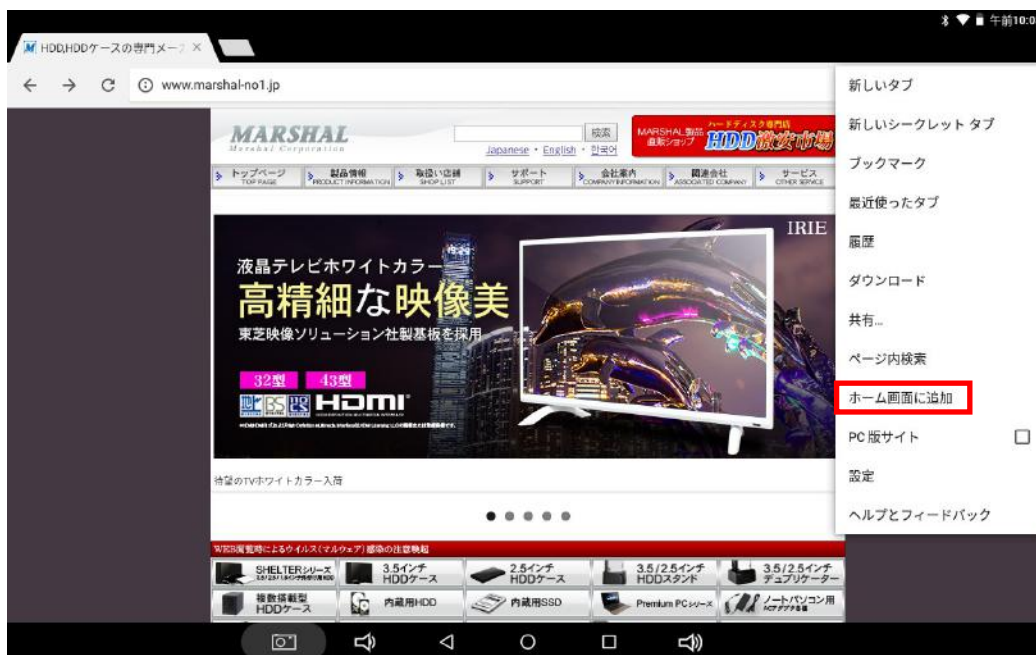 午前10:0
HDD,HDDケースの専門メー
www.marshal-no1.jp
新しいタブ
新しいシークレット タブ
ブックマーク
最近使ったタブ
履歴
ダウンロード
共有...
ページ内検索
ホーム画面に追加
PC 版サイト
設定
ヘルプとフィードバック
MARSHAL
Marshal Corporation
検索
Japanese・English・한국어
MARSHAL製品
直販ショップ
ハードディスク専門店
HDD激安市場
トップページ
TOP PAGE
製品情報
PRODUCT INFORMATION
取扱い店舗
SHOP LIST
サポート
SUPPORT
会社案内
COMPANY INFORMATION
関連会社
ASSOCIATED COMPANY
サービス
OTHER SERVICE
IRIE
液晶テレビホワイトカラー
高精細な映像美
東芝映像ソリューション社製基板を採用
32型 43型
地デジ BS 110 CS HDMI
待望のTVホワイトカラー入荷
WEB閲覧時によるウイルス(マルウェア)感染の注意喚起
SHELTERシリーズ
3.5インチ
HDDケース
2.5インチ
HDDケース
3.5/2.5インチ
HDDスタンド
3.5/2.5インチ
デュプリケーター
複数搭載型
HDDケース
内蔵用HDD
内蔵用SSD
Premium PCシリーズ
ノートパソコン用
ACアダプタ各種